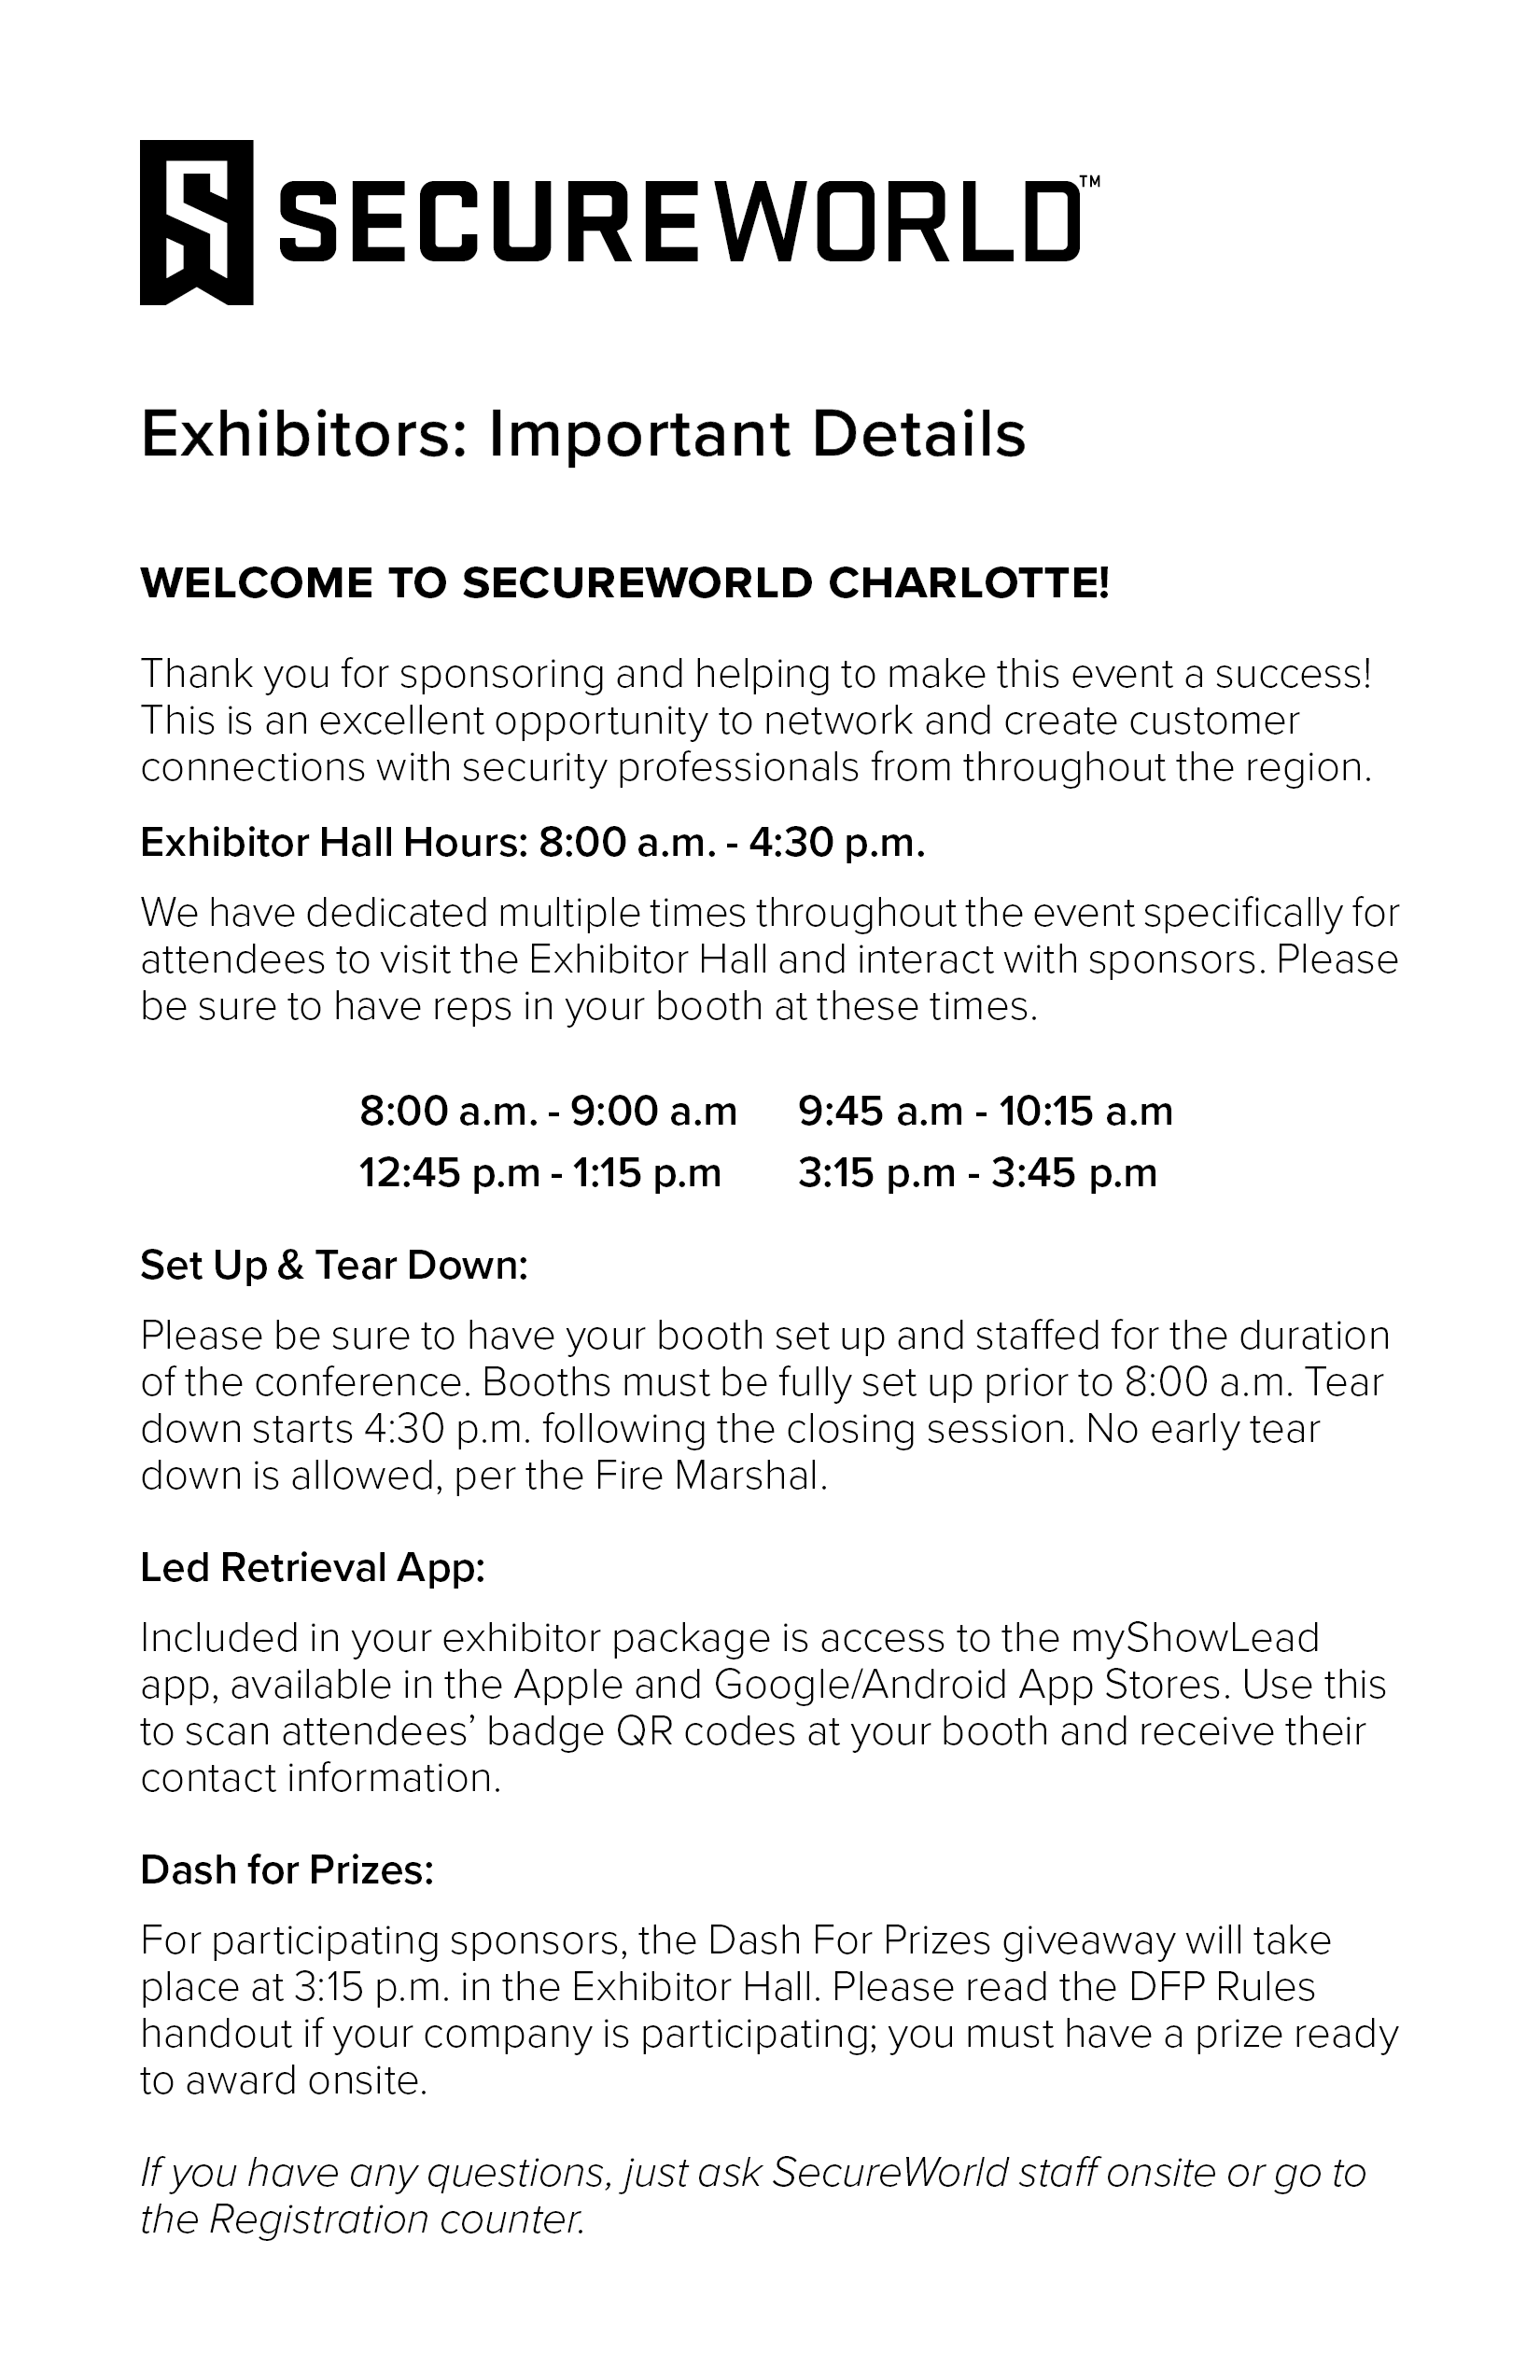 SECUREWORLD™
Exhibitors: Important Details
WELCOME TO SECUREWORLD CHARLOTTE!
Thank you for sponsoring and helping to make this event a success!
This is an excellent opportunity to network and create customer
connections with security professionals from throughout the region.
Exhibitor Hall Hours: 8:00 a.m. - 4:30 p.m.
We have dedicated multiple times throughout the event specifically for
attendees to visit the Exhibitor Hall and interact with sponsors. Please
be sure to have reps in your booth at these times.
8:00 a.m. - 9:00 a.m 9:45 a.m - 10:15 a.m
12:45 p.m - 1:15 p.m 3:15 p.m - 3:45 p.m
Set Up & Tear Down:
Please be sure to have your booth set up and staffed for the duration
of the conference. Booths must be fully set up prior to 8:00 a.m. Tear
down starts 4:30 p.m. following the closing session. No early tear
down is allowed, per the Fire Marshal.
Led Retrieval App:
Included in your exhibitor package is access to the myShowLead
app, available in the Apple and Google/Android App Stores. Use this
to scan attendees’ badge QR codes at your booth and receive their
contact information.
Dash for Prizes:
For participating sponsors, the Dash For Prizes giveaway will take
place at 3:15 p.m. in the Exhibitor Hall. Please read the DFP Rules
handout if your company is participating; you must have a prize ready
to award onsite.
If you have any questions, just ask SecureWorld staff onsite or go to
the Registration counter.